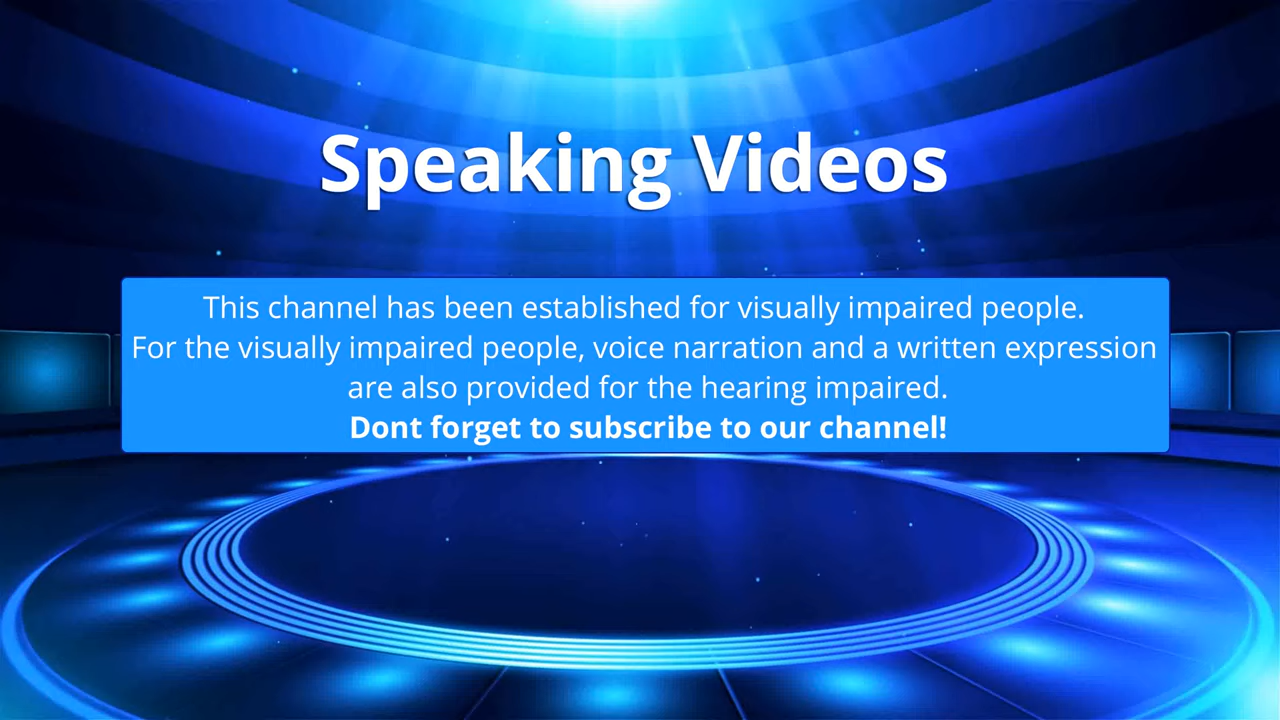 Speaking Videos
This channel has been established for visually impaired people.
For the visually impaired people, voice narration and a written expression
are also provided for the hearing impaired.
Dont forget to subscribe to our channel!